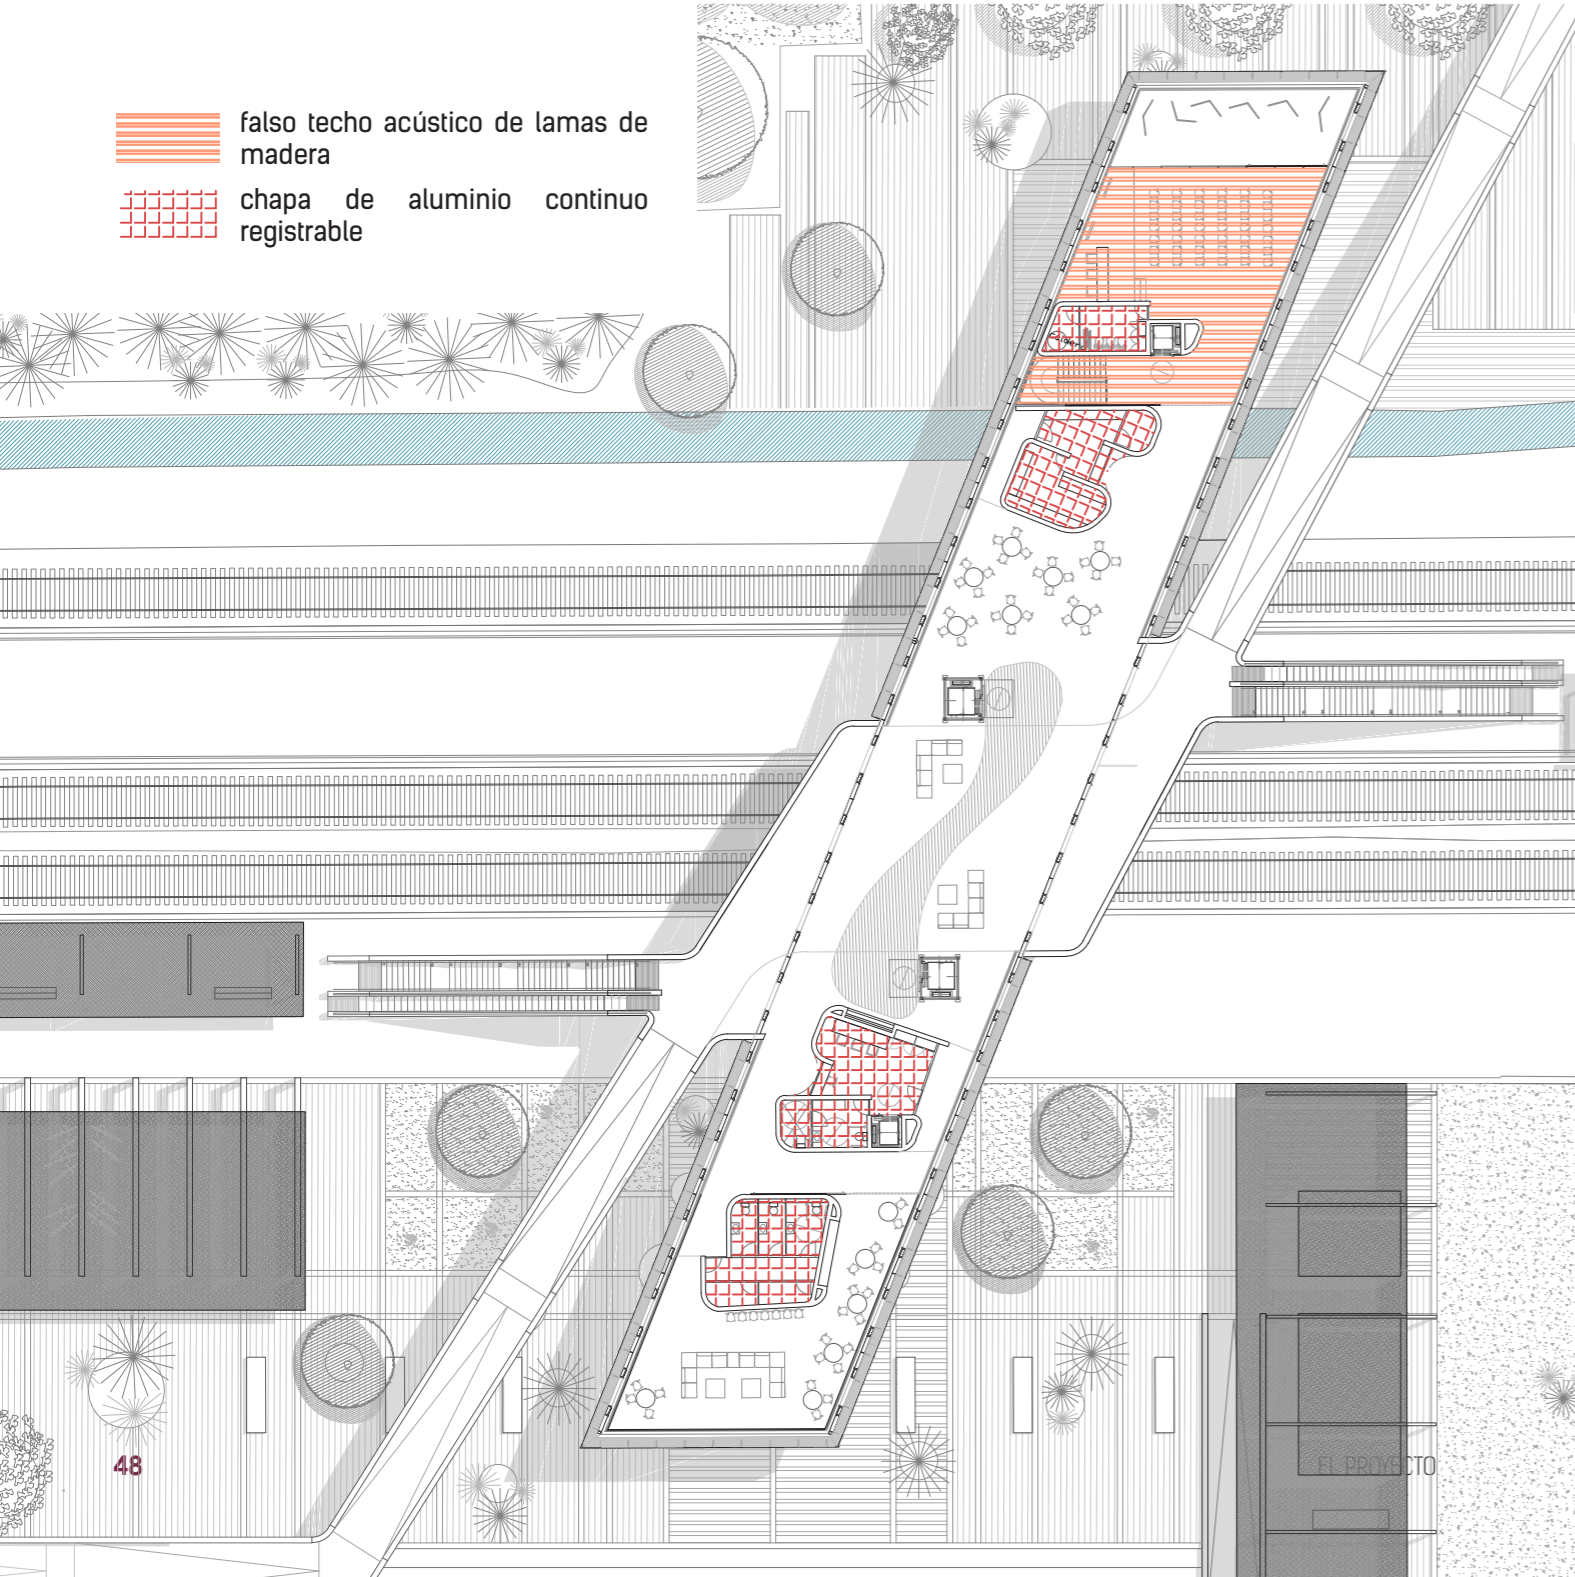 falso techo acústico de lamas de
madera
chapa de aluminio continuo
registrable
48
EL PROYECTO